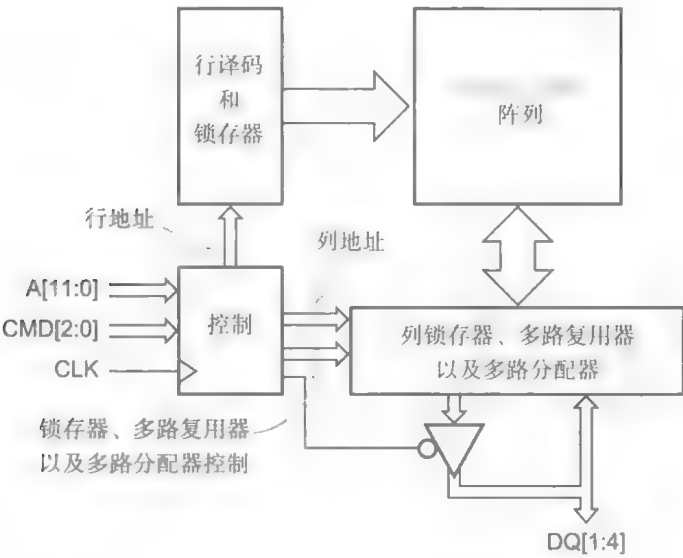 行译码
和
锁存器
阵列
行地址
列地址
A[11:0]
CMD[2:0]
CLK
控制
列锁存器、多路复用器
以及多路分配器
锁存器、多路复用器
以及多路分配器控制
DQ[1:4]